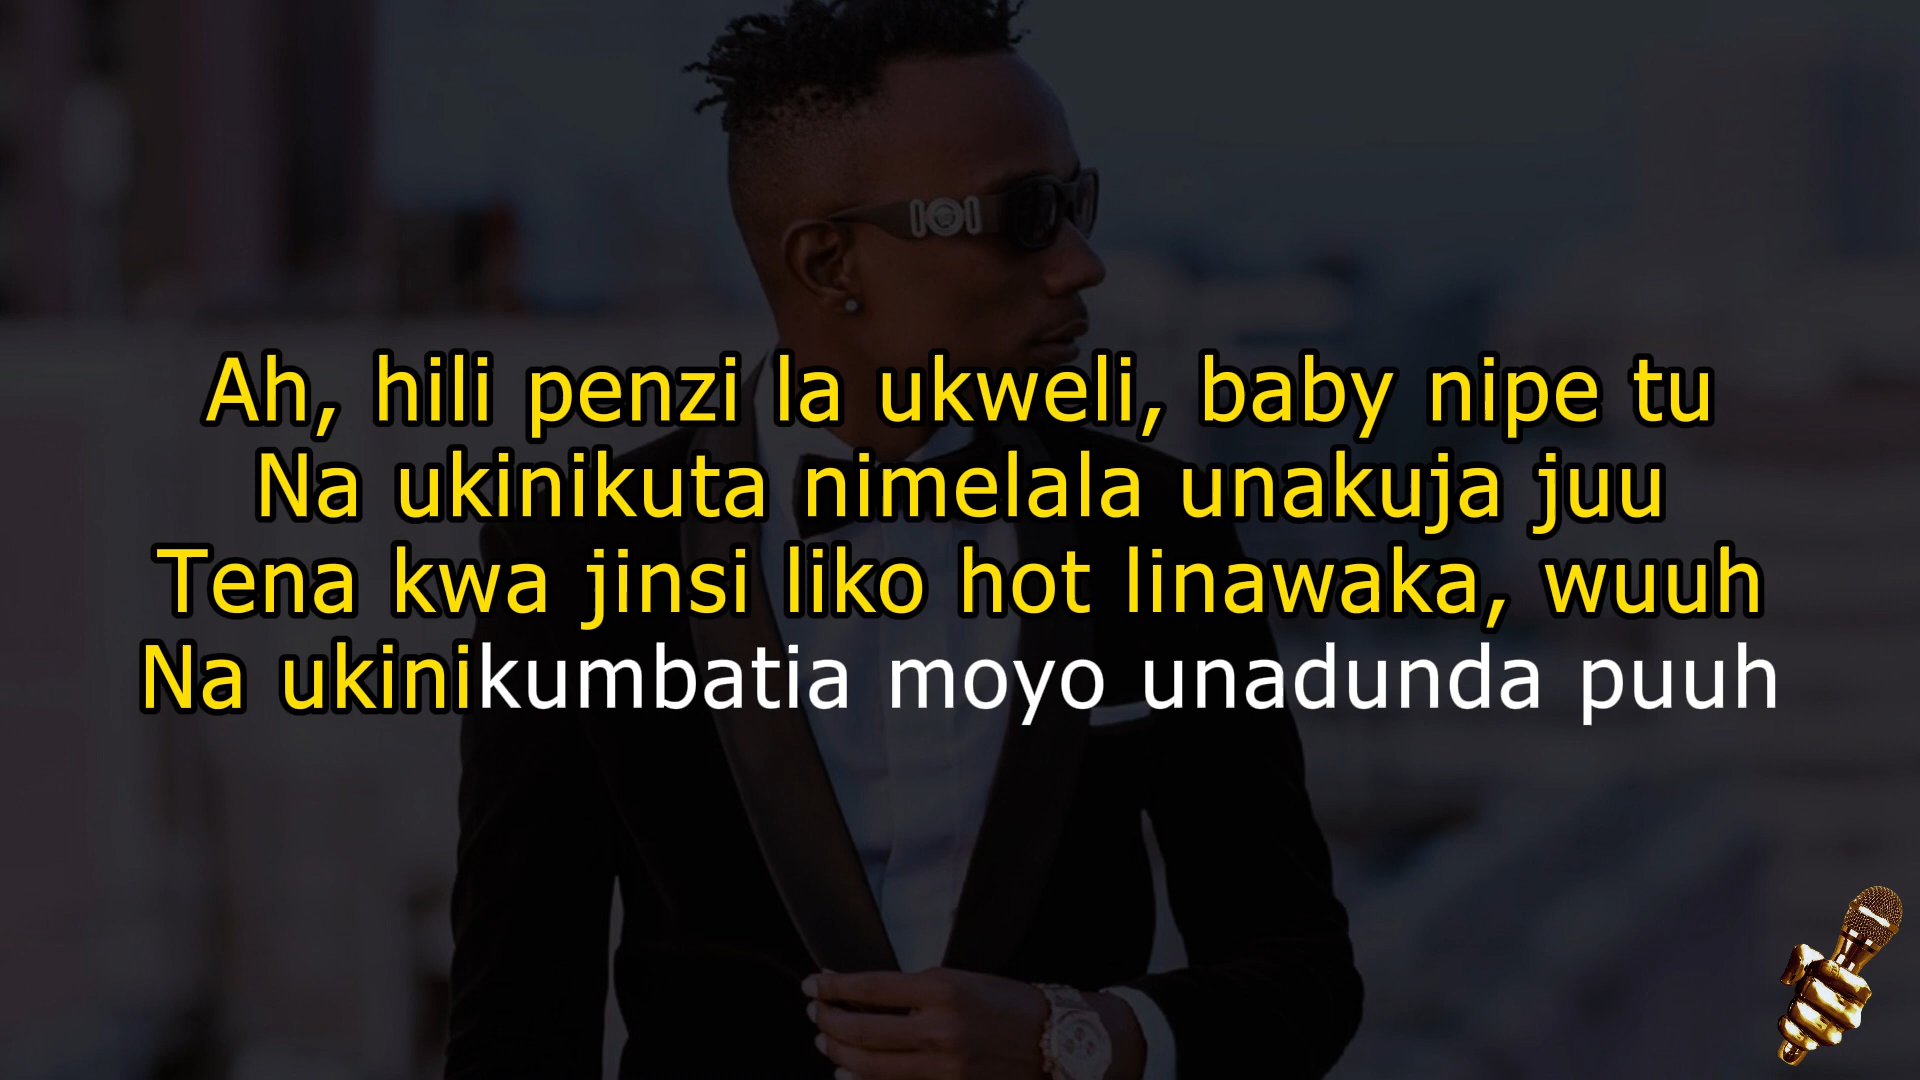 Ah, hili penzi la ukweli, baby nipe tu
Na ukinikuta nimelala unakuja juu
Tena kwa jinsi liko hot linawaka, wuuh
Na ukinikumbatia moyo unadunda puuh